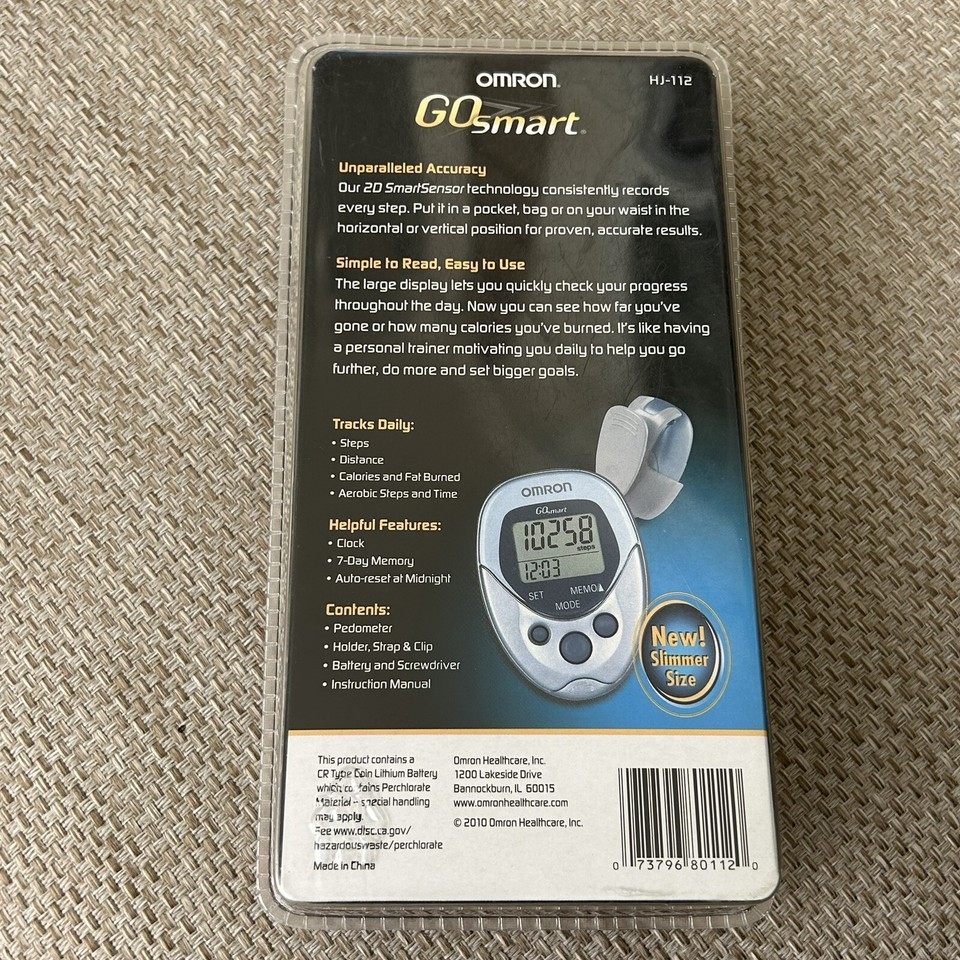 OMRON®
HJ-112
GOsmart®
Unparalleled Accuracy
Our 2D SmartSensor technology consistently records
every step. Put it in a pocket, bag or on your waist in the
horizontal or vertical position for proven, accurate results.
Simple to Read, Easy to Use
The large display lets you quickly check your progress
throughout the day. Now you can see how far you've
gone or how many calories you've burned. It's like having
a personal trainer motivating you daily to help you go
further, do more and set bigger goals.
Tracks Daily:
• Steps
• Distance
• Calories and Fat Burned
• Aerobic Steps and Time
Helpful Features:
• Clock
• 7-Day Memory
• Auto-reset at Midnight
Contents:
• Pedometer
• Holder, Strap & Clip
• Battery and Screwdriver
• Instruction Manual
OMRON
GOsmart
10258
steps
12:03
SET
MEMO
MODE
New!
Slimmer
Size
This product contains a
CR Type Coin Lithium Battery
which contains Perchlorate
Material – special handling
may apply.
See www.dtsc.ca.gov/
hazardouswaste/perchlorate
Made in China
Omron Healthcare, Inc.
1200 Lakeside Drive
Bannockburn, IL 60015
www.omronhealthcare.com
© 2010 Omron Healthcare, Inc.
0 73796 80112 0